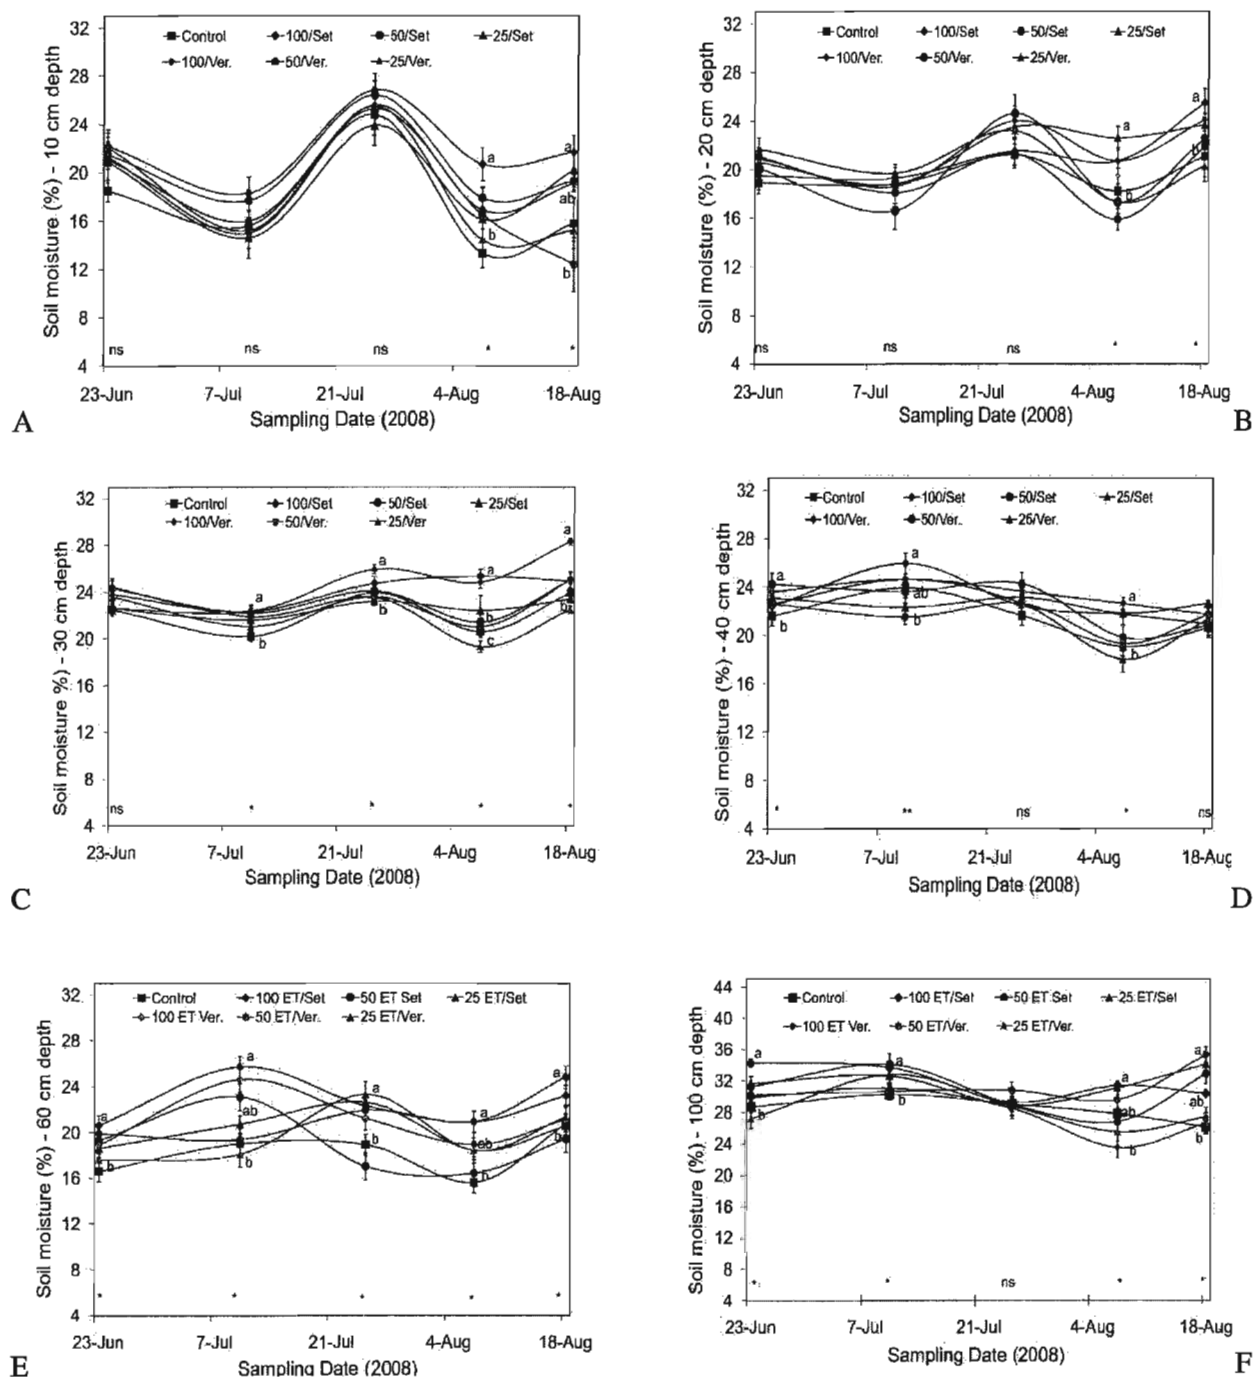 Soil moisture (%) - 10 cm depth
32
28
24
20
16
12
8
4
Control 100/Set 50/Set 25/Set
100/Ver. 50/Ver. 25/Ver.
a
a
ab
b
b
ns ns ns * *
23-Jun 7-Jul 21-Jul 4-Aug 18-Aug
Sampling Date (2008)
A
Soil moisture (%) - 20 cm depth
32
28
24
20
16
12
8
4
Control 100/Set 50/Set 25/Set
100/Ver. 50/Ver. 25/Ver.
a
a
b
b
ns ns ns * *
23-Jun 7-Jul 21-Jul 4-Aug 18-Aug
Sampling Date (2008)
B
Soil moisture %) - 30 cm depth
32
28
24
20
16
12
8
4
Control 100/Set 50/Set 25/Set
100/Ver. 50/Ver. 25/Ver
a
a a
a
b b b
b c
ns * * * *
23-Jun 7-Jul 21-Jul 4-Aug 18-Aug
Sampling Date (2008)
C
Soil moisture (%) - 40 cm depth
32
28
24
20
16
12
8
4
Control 100/Set 50/Set 25/Set
100/Ver. 50/Ver. 25/Ver.
a
a
ab a
b b
b
* ** ns * ns
23-Jun 7-Jul 21-Jul 4-Aug 18-Aug
Sampling Date (2008)
D
Soil moisture (%) - 60 cm depth
32
28
24
20
16
12
8
4
Control 100 ET/Set 50 ET Set 25 ET/Set
100 ET Ver. 50 ET/Ver. 25 ET/Ver.
a
a
a
a ab a
b ab
b b b b
* * * * *
23-Jun 7-Jul 21-Jul 4-Aug 18-Aug
Sampling Date (2008)
E
Soil moisture (%) - 100 cm depth
44
40
36
32
28
24
20
16
12
8
4
Control 100 ET/Set 50 ET Set 25 ET/Set
100 ET Ver. 50 ET/Ver. 25 ET/Ver.
a a a
a
ab
b b ab
b b
* * ns * *
23-Jun 7-Jul 21-Jul 4-Aug 18-Aug
Sampling Date (2008)
F